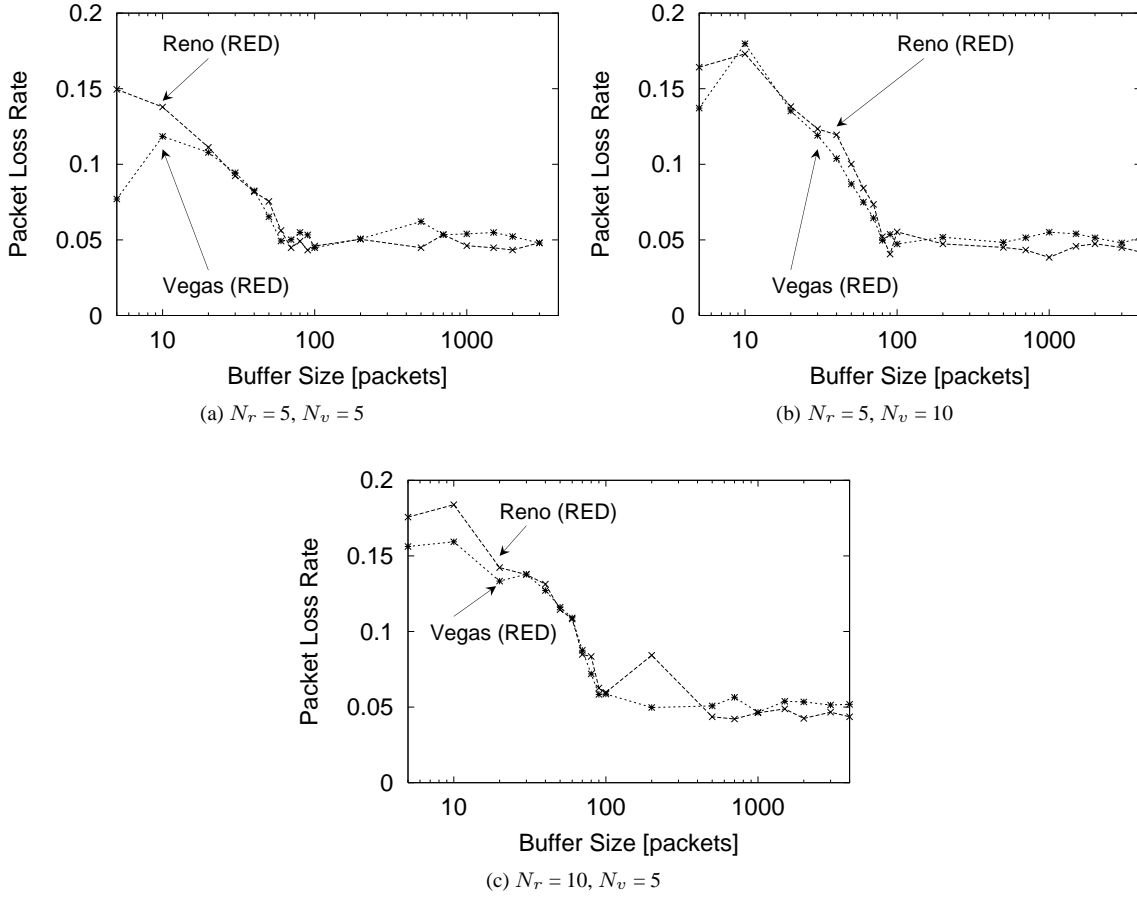 0.2
0.15
0.1
0.05
0
Packet Loss Rate
Reno (RED)
Vegas (RED)
10 100 1000
Buffer Size [packets]
(a) N_r = 5, N_v = 5
0.2
0.15
0.1
0.05
0
Packet Loss Rate
Reno (RED)
Vegas (RED)
10 100 1000
Buffer Size [packets]
(b) N_r = 5, N_v = 10
0.2
0.15
0.1
0.05
0
Packet Loss Rate
Reno (RED)
Vegas (RED)
10 100 1000
Buffer Size [packets]
(c) N_r = 10, N_v = 5